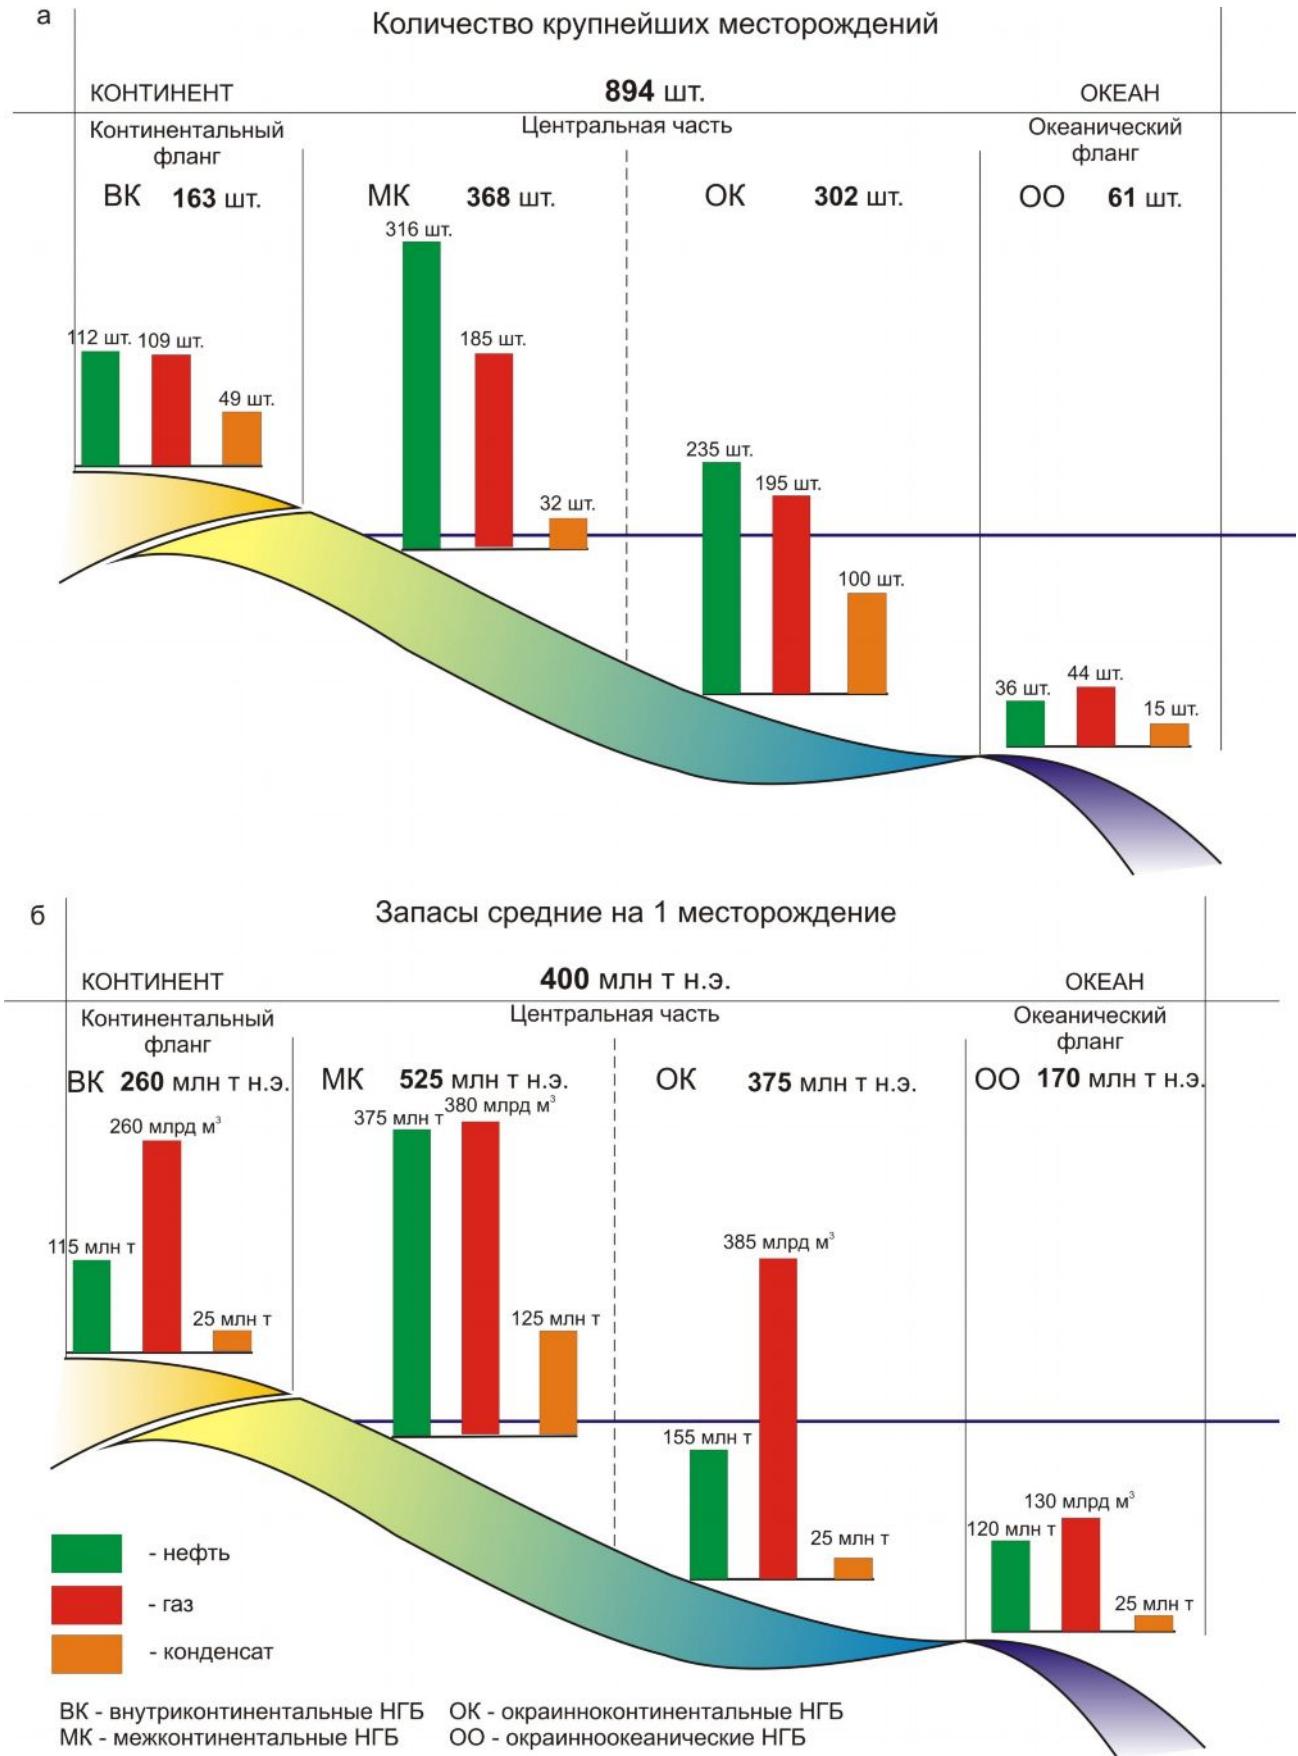 а
Количество крупнейших месторождений
КОНТИНЕНТ
894 шт.
ОКЕАН
Континентальный
фланг
Центральная часть
Океанический
фланг
ВК 163 шт.
МК 368 шт.
ОК 302 шт.
ОО 61 шт.
316 шт.
112 шт. 109 шт.
185 шт.
49 шт.
235 шт.
195 шт.
32 шт.
100 шт.
36 шт.
44 шт.
15 шт.
б
Запасы средние на 1 месторождение
КОНТИНЕНТ
400 млн т н.э.
ОКЕАН
Континентальный
фланг
Центральная часть
Океанический
фланг
ВК 260 млн т н.э.
МК 525 млн т н.э.
ОК 375 млн т н.э.
ОО 170 млн т н.э.
260 млрд м³
375 млн т
380 млрд м³
115 млн т
385 млрд м³
25 млн т
125 млн т
155 млн т
25 млн т
130 млрд м³
120 млн т
25 млн т
- нефть
- газ
- конденсат
ВК - внутриконтинентальные НГБ
ОК - окраинноконтинентальные НГБ
МК - межконтинентальные НГБ
ОО - окраинноокеанические НГБ